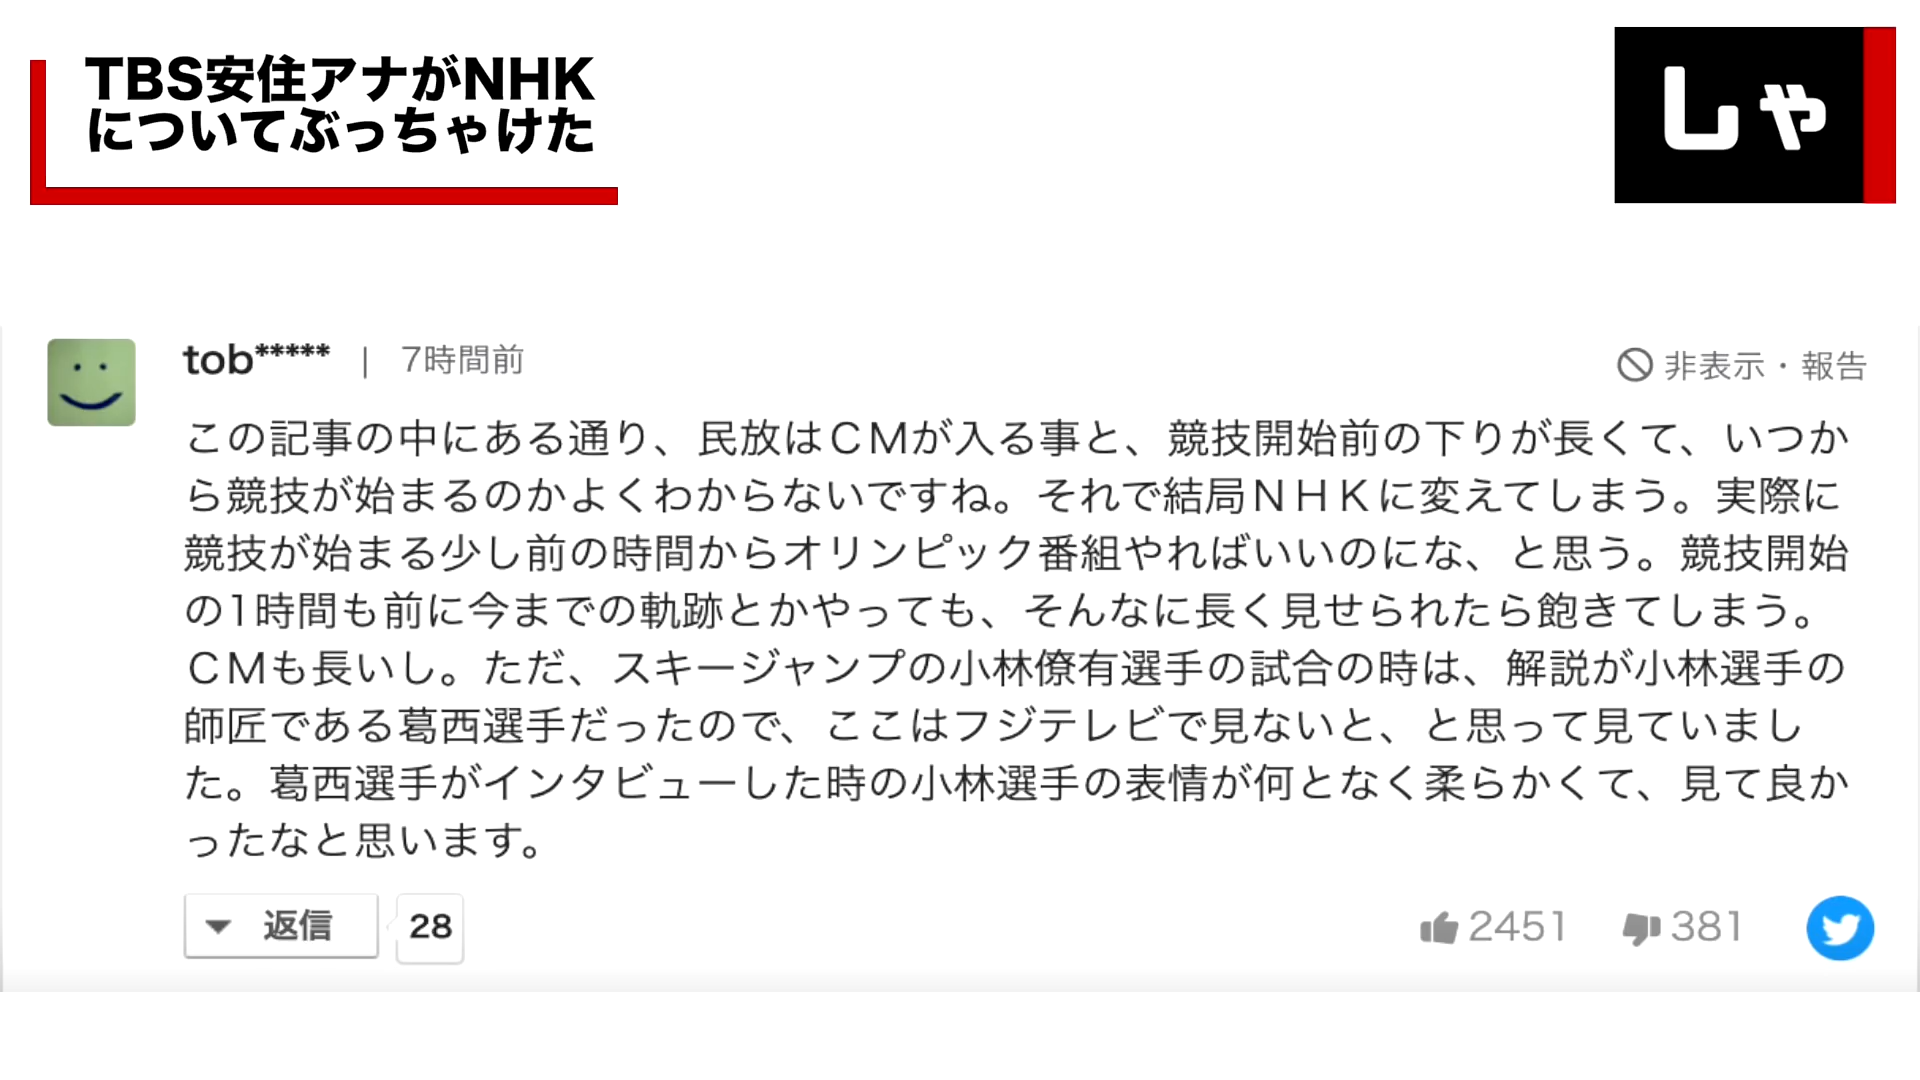 TBS安住アナがNHK
についてぶっちゃけた
しゃ
tob***** | 7時間前
非表示・報告
この記事の中にある通り、民放はＣＭが入る事と、競技開始前の下りが長くて、いつか
ら競技が始まるのかよくわからないですね。それで結局ＮＨＫに変えてしまう。実際に
競技が始まる少し前の時間からオリンピック番組やればいいのにな、と思う。競技開始
の1時間も前に今までの軌跡とかやっても、そんなに長く見せられたら飽きてしまう。
ＣＭも長いし。ただ、スキージャンプの小林僚有選手の試合の時は、解説が小林選手の
師匠である葛西選手だったので、ここはフジテレビで見ないと、と思って見ていまし
た。葛西選手がインタビューした時の小林選手の表情が何となく柔らかくて、見て良か
ったなと思います。
返信 28
2451 381